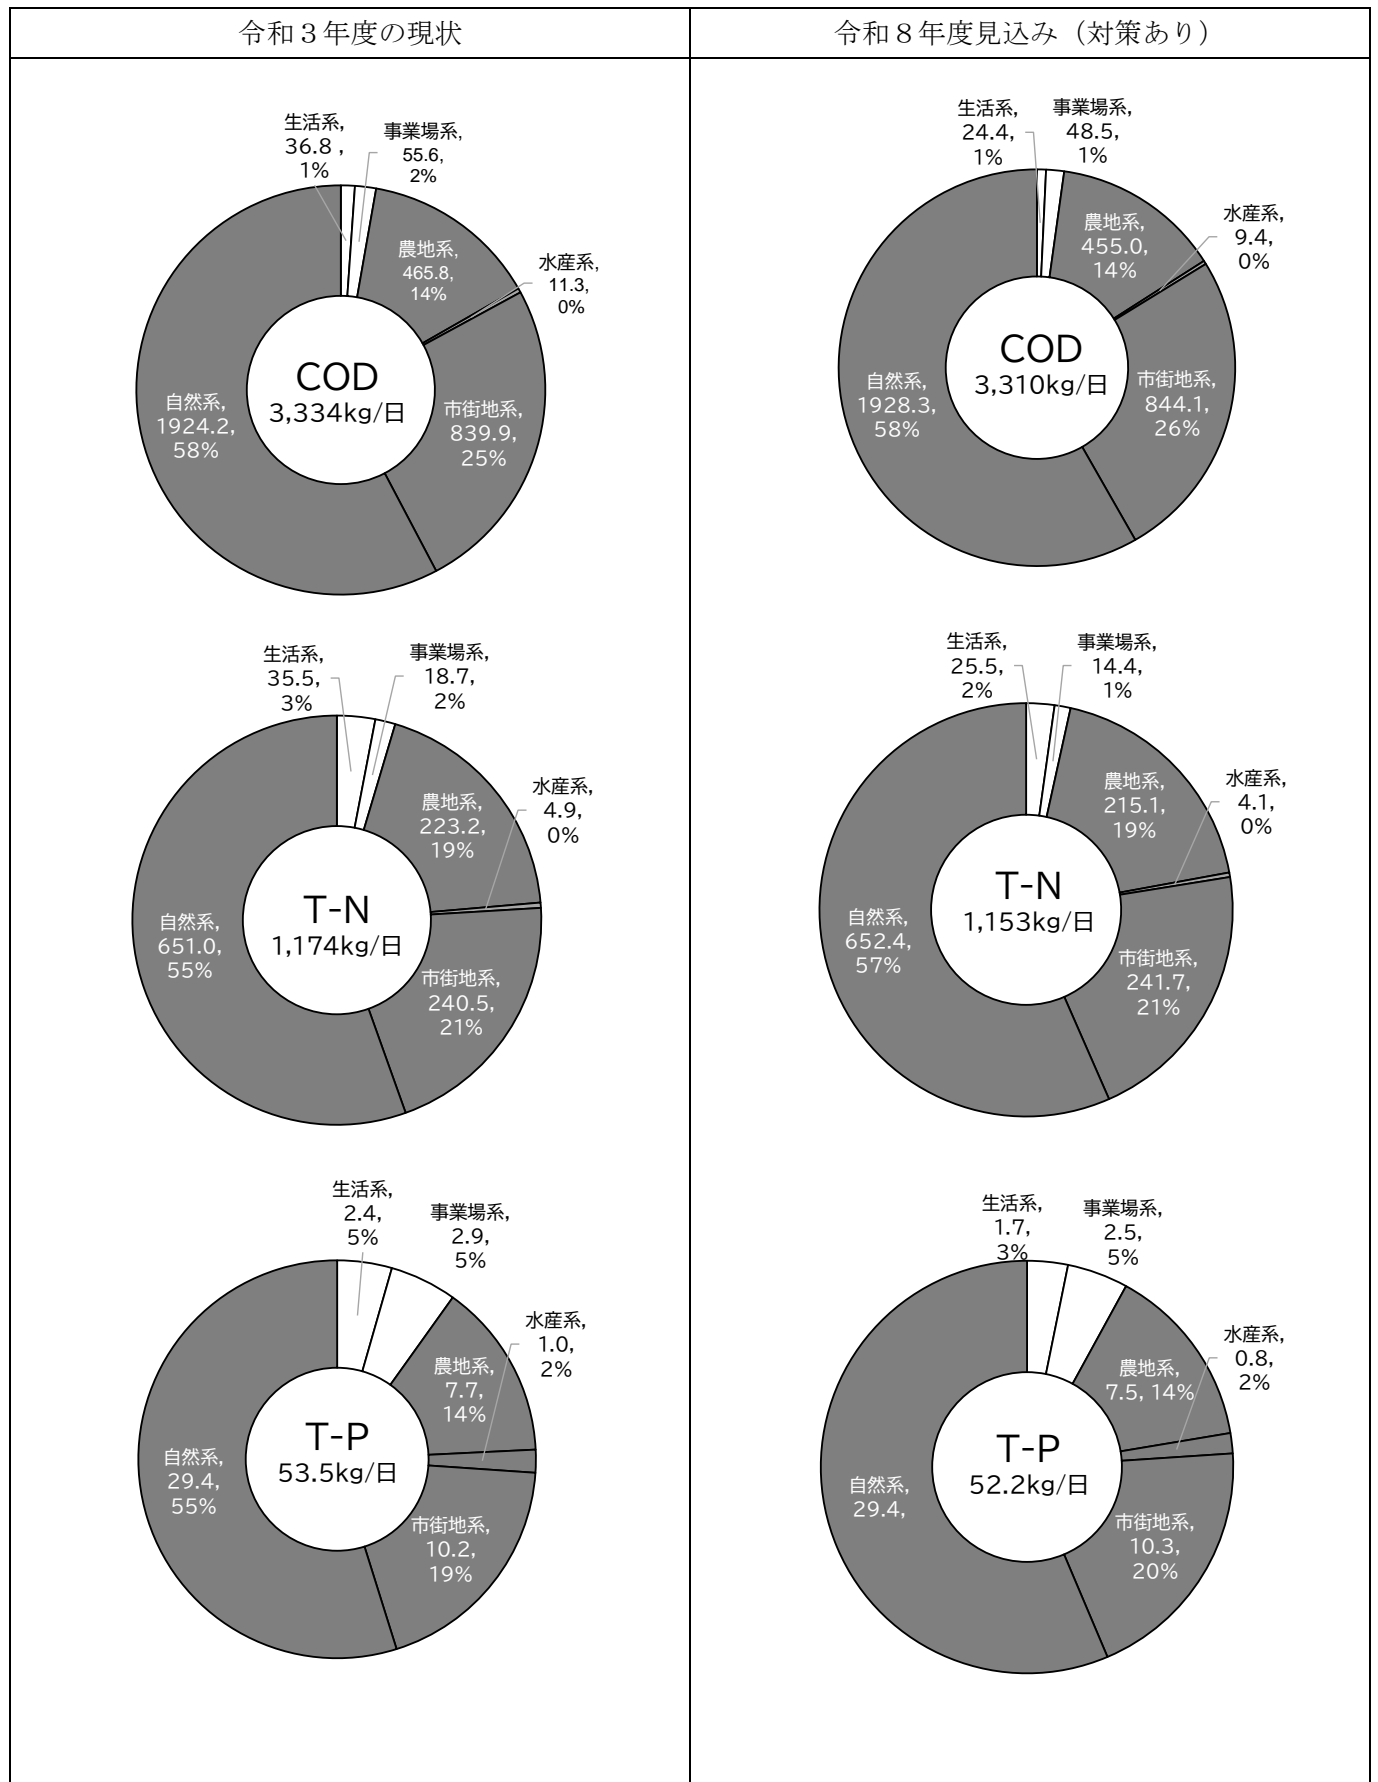 令和３年度の現状
令和８年度見込み（対策あり）
生活系,
36.8 ,
1%
事業場系,
55.6,
2%
農地系,
465.8,
14%
水産系,
11.3,
0%
COD
3,334kg/日
自然系,
1924.2,
58%
市街地系,
839.9,
25%
生活系,
24.4,
1%
事業場系,
48.5,
1%
農地系,
455.0,
14%
水産系,
9.4,
0%
COD
3,310kg/日
自然系,
1928.3,
58%
市街地系,
844.1,
26%
生活系,
35.5,
3%
事業場系,
18.7,
2%
農地系,
223.2,
19%
水産系,
4.9,
0%
T-N
1,174kg/日
自然系,
651.0,
55%
市街地系,
240.5,
21%
生活系,
25.5,
2%
事業場系,
14.4,
1%
農地系,
215.1,
19%
水産系,
4.1,
0%
T-N
1,153kg/日
自然系,
652.4,
57%
市街地系,
241.7,
21%
生活系,
2.4,
5%
事業場系,
2.9,
5%
水産系,
1.0,
2%
農地系,
7.7,
14%
T-P
53.5kg/日
自然系,
29.4,
55%
市街地系,
10.2,
19%
生活系,
1.7,
3%
事業場系,
2.5,
5%
水産系,
0.8,
2%
農地系,
7.5, 14%
T-P
52.2kg/日
自然系,
29.4,
市街地系,
10.3,
20%